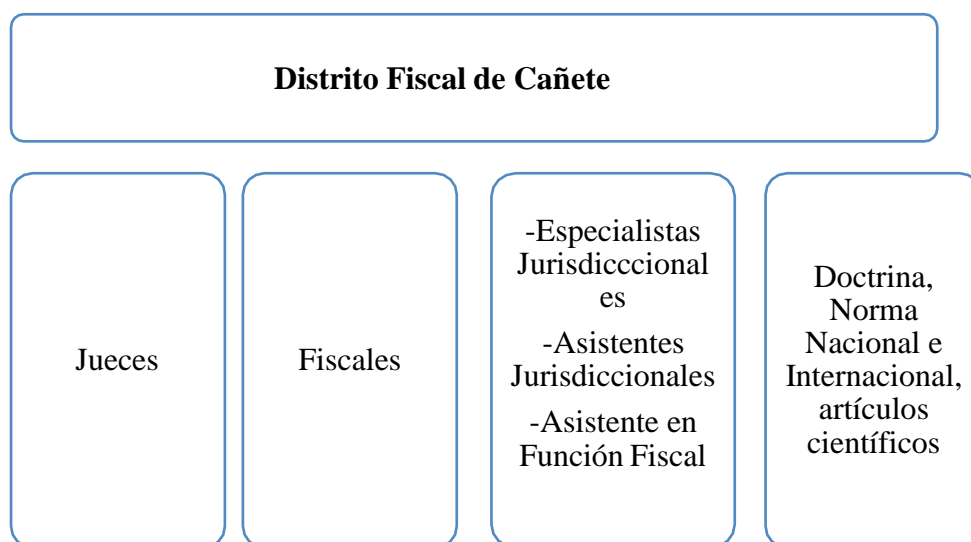 Distrito Fiscal de Cañete
Jueces
Fiscales
-Especialistas
Jurisdicccional
es
-Asistentes
Jurisdiccionales
-Asistente en
Función Fiscal
Doctrina,
Norma
Nacional e
Internacional,
artículos
científicos